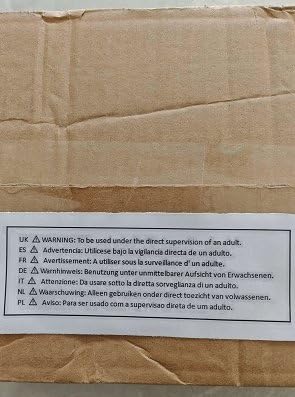 UK ⚠ WARNING: To be used under the direct supervision of an adult.
ES ⚠ Advertencia: Utilicese bajo la vigilancia directa de un adulto.
FR ⚠ Avertissement: A utiliser sous la surveillance d' un adulte.
DE ⚠ Warnhinweis: Benutzung unter unmittelbarer Aufsicht von Erwachsenen.
IT ⚠ Attenzione: Da usare sotto la diretta sorveglianza di un adulto.
NL ⚠ Waarschuwing: Alleen gebruiken onder direct toezicht van volwassenen.
PL ⚠ Aviso: Para ser usado com a supervisao direta de um adulto.